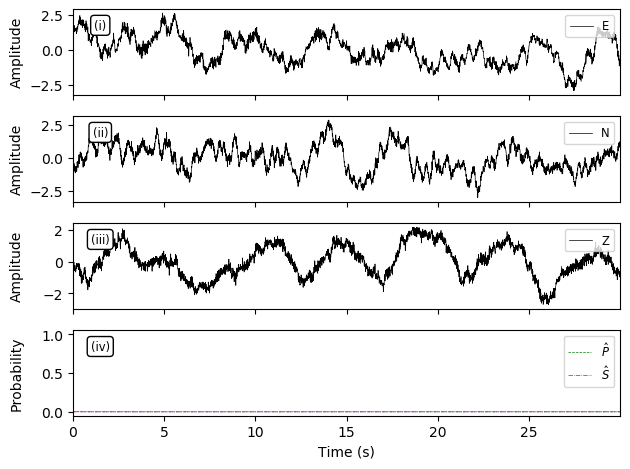 2.5
0.0
−2.5
Amplitude
(i)
E
2.5
0.0
−2.5
Amplitude
(ii)
N
2
0
−2
Amplitude
(iii)
Z
1.0
0.5
0.0
Probability
(iv)
P̂
Ŝ
0 5 10 15 20 25
Time (s)